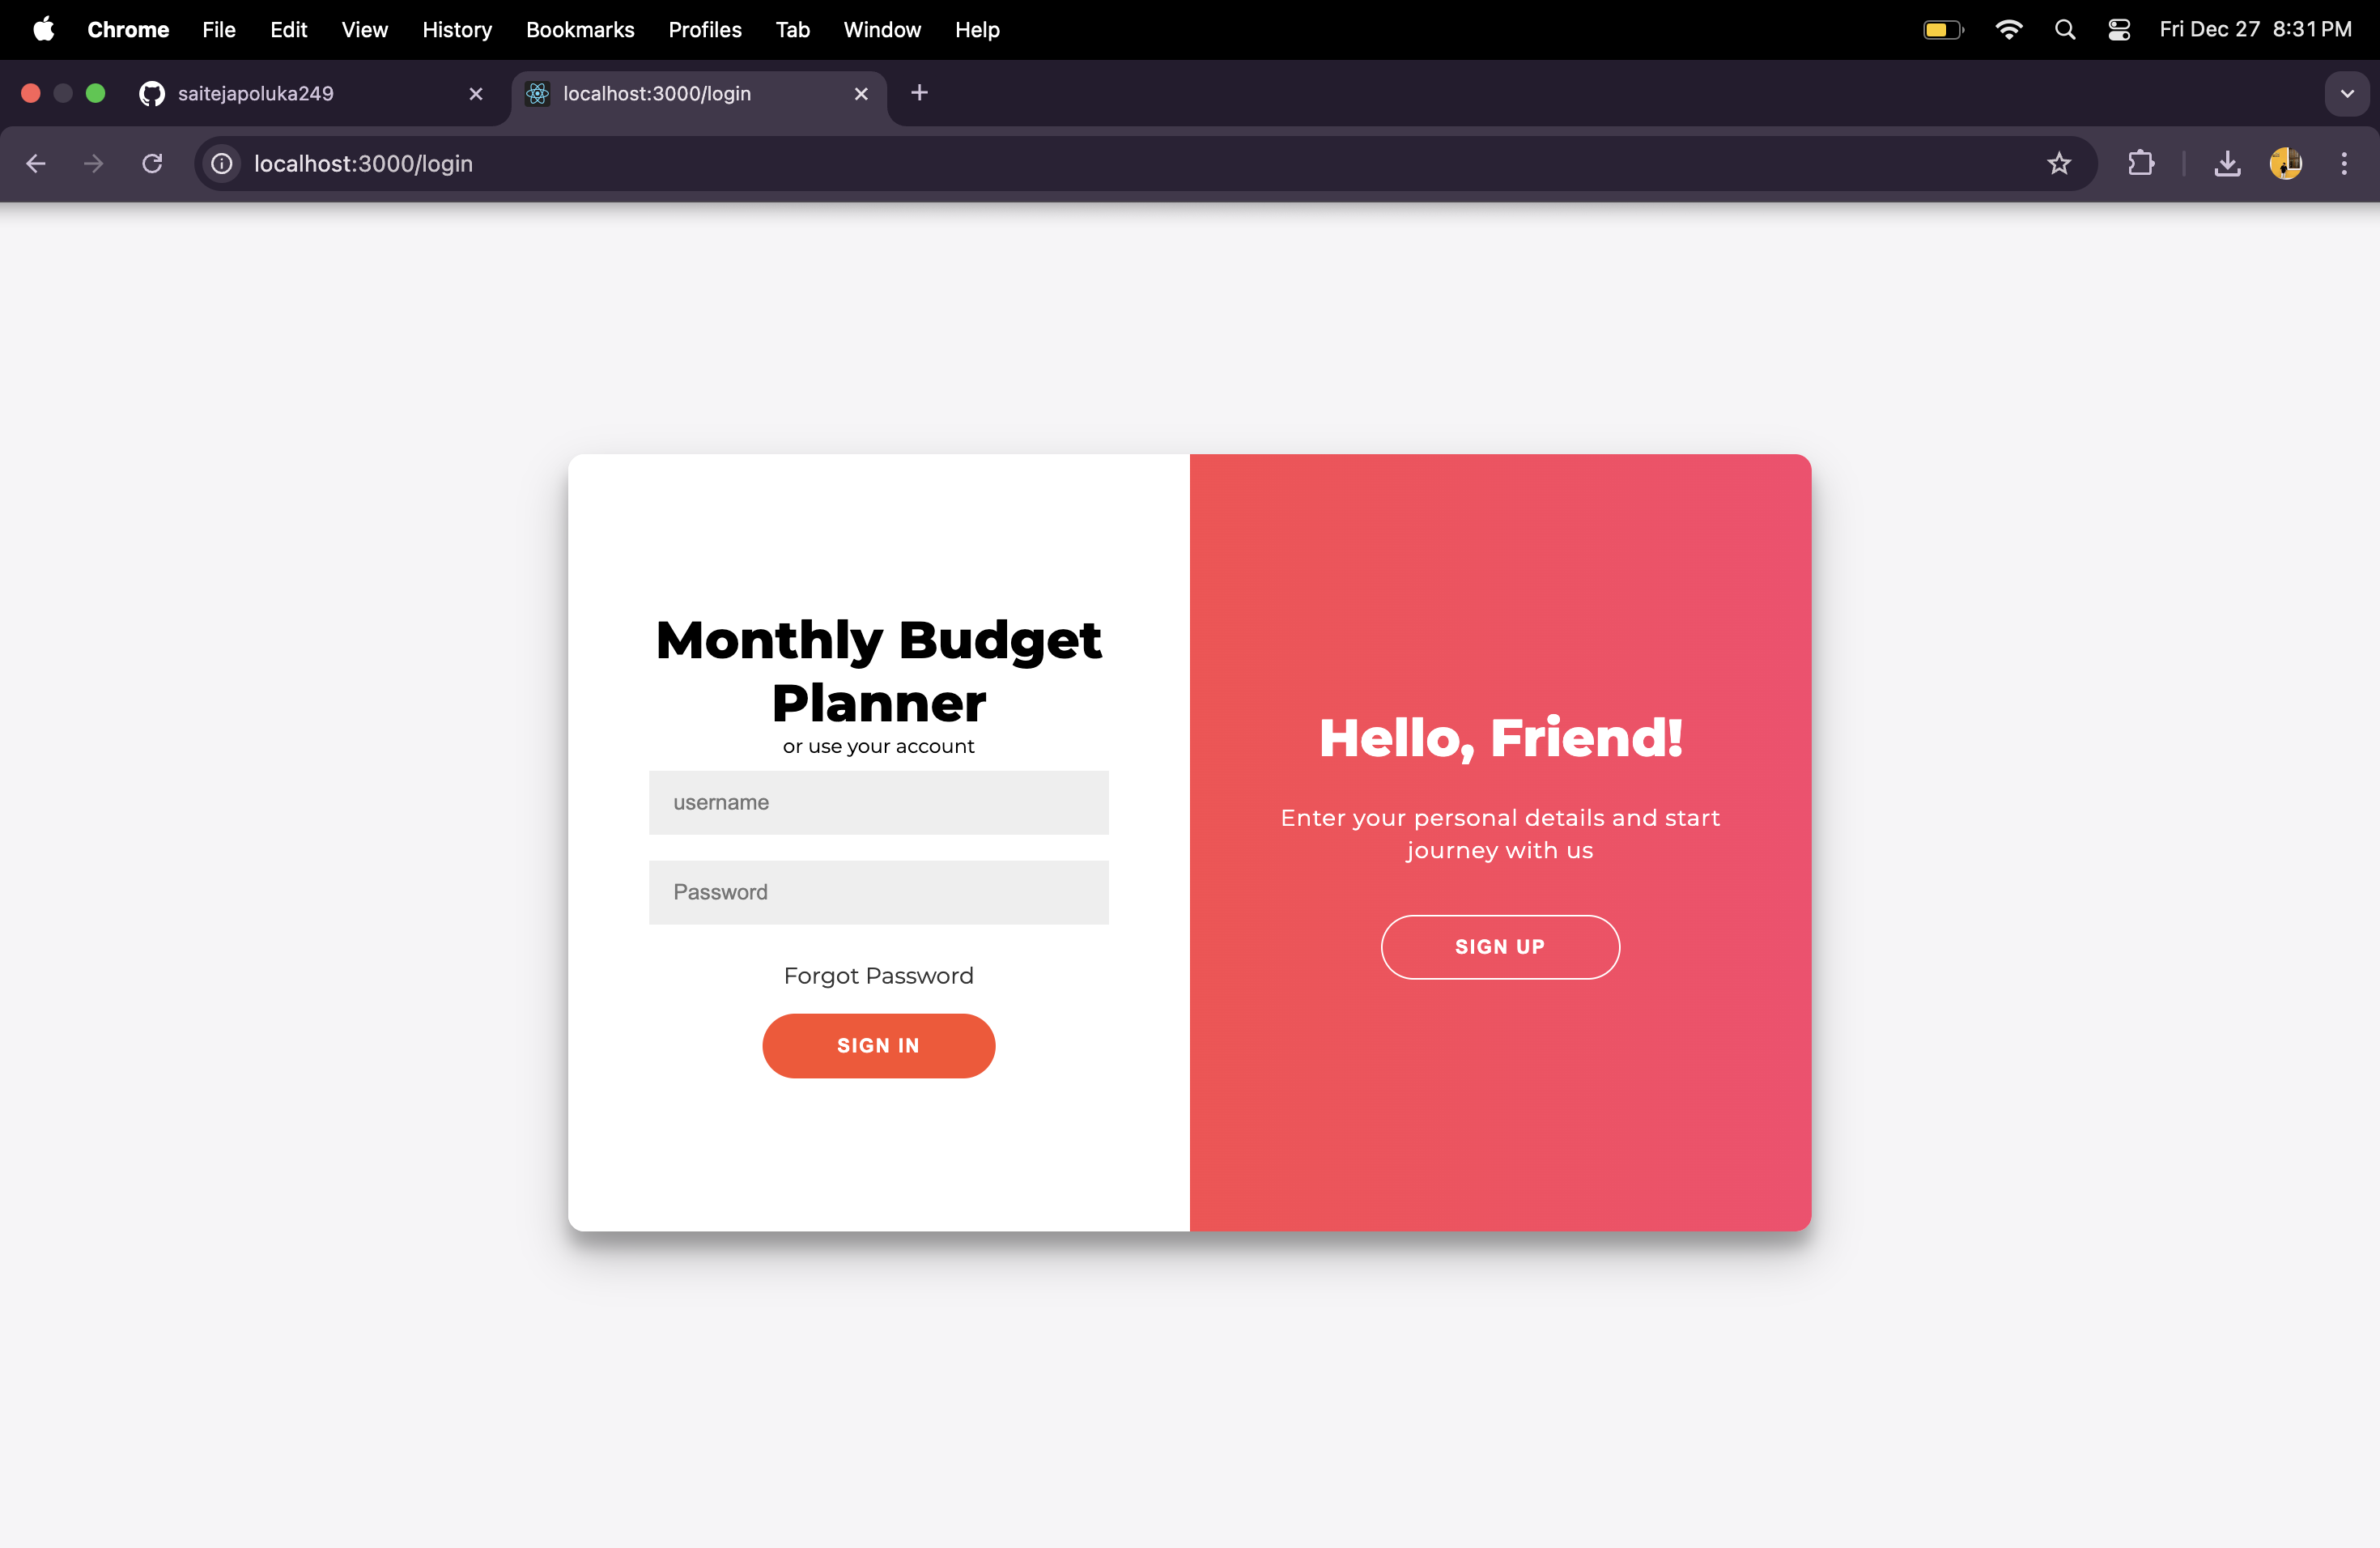 Chrome File Edit View History Bookmarks Profiles Tab Window Help Fri Dec 27 8:31 PM
saitejapoluka249 localhost:3000/login
localhost:3000/login
Monthly Budget
Planner
or use your account
username
Password
Forgot Password
SIGN IN
Hello, Friend!
Enter your personal details and start
journey with us
SIGN UP